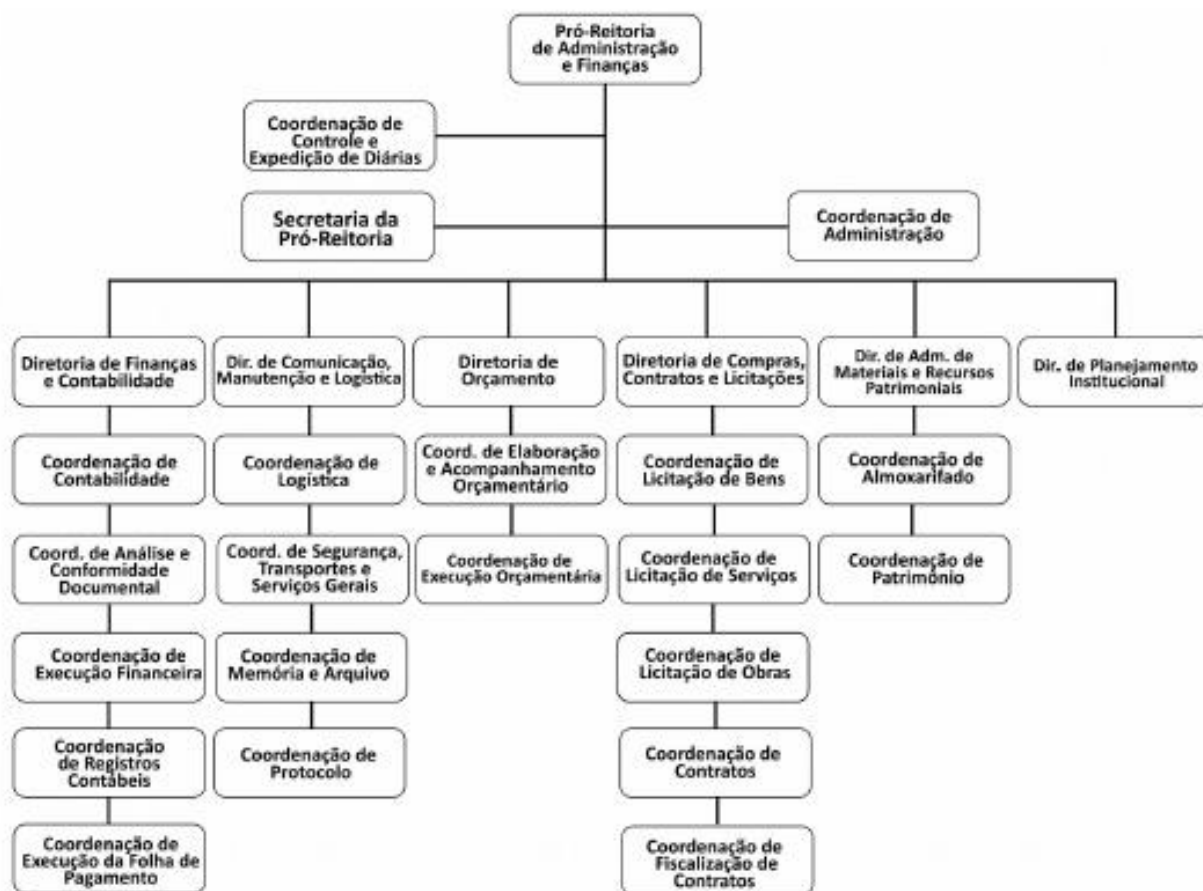 Pró-Reitoria
de Administração
e Finanças
Coordenação de
Controle e
Expedição de Diárias
Secretaria da
Pró-Reitoria
Coordenação de
Administração
Diretoria de Finanças
e Contabilidade
Dir. de Comunicação,
Manutenção e Logística
Diretoria de
Orçamento
Diretoria de Compras,
Contratos e Licitações
Dir. de Adm. de
Materiais e Recursos
Patrimoniais
Dir. de Planejamento
Institucional
Coordenação de
Contabilidade
Coordenação de
Logística
Coord. de Elaboração
e Acompanhamento
Orçamentário
Coordenação de
Licitação de Bens
Coordenação de
Almoxarifado
Coord. de Análise e
Conformidade
Documental
Coord. de Segurança,
Transportes e
Serviços Gerais
Coordenação de
Execução Orçamentária
Coordenação de
Licitação de Serviços
Coordenação de
Patrimônio
Coordenação de
Execução Financeira
Coordenação de
Memória e Arquivo
Coordenação de
Licitação de Obras
Coordenação
de Registros
Contábeis
Coordenação de
Protocolo
Coordenação de
Contratos
Coordenação de
Execução da Folha de
Pagamento
Coordenação de
Fiscalização de
Contratos